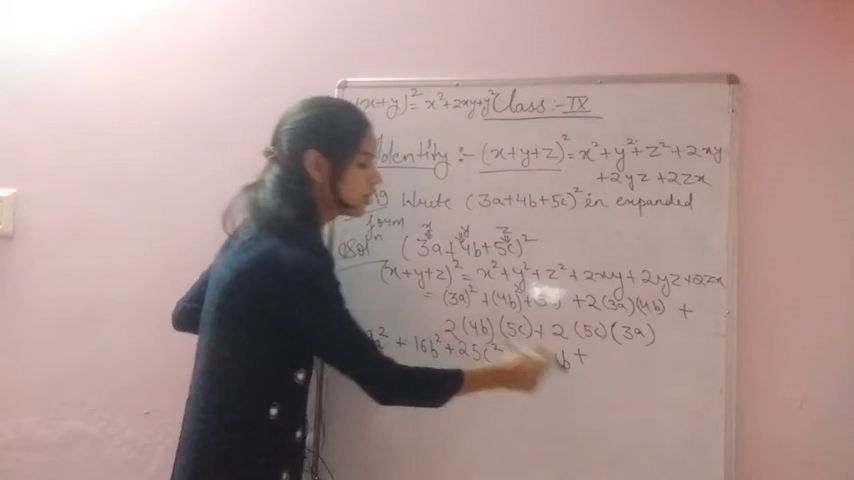 (x+y)² = x²+2xy+y² Class :- IX
Identity :- (x+y+z)² = x²+y²+z²+2xy
+2yz+2zx
Write (3a+4b+5c)² in expanded
form
x y z
Solⁿ (3a+4b+5c)²
(x+y+z)² = x²+y²+z²+2xy+2yz+2zx
= (3a)²+(4b)²+ +2(3a)(4b)+
2(4b)(5c)+2(5c)(3a)
a²+16b²+25c² b+